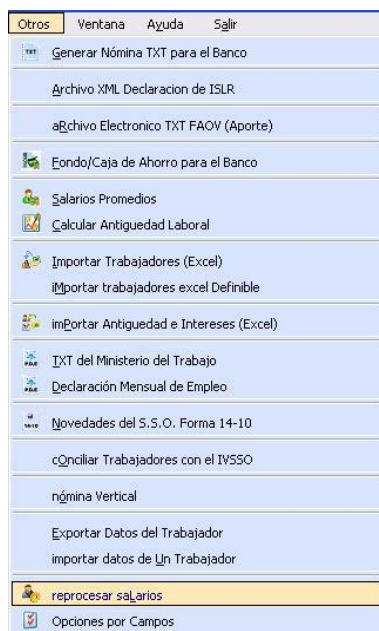 Otros Ventana Ayuda Salir
TXT Generar Nómina TXT para el Banco
Archivo XML Declaracion de ISLR
aRchivo Electronico TXT FAOV (Aporte)
Fondo/Caja de Ahorro para el Banco
Salarios Promedios
Calcular Antiguedad Laboral
Importar Trabajadores (Excel)
iMportar trabajadores excel Definible
imPortar Antiguedad e Intereses (Excel)
TXT del Ministerio del Trabajo
Declaración Mensual de Empleo
14-10 Novedades del S.S.O. Forma 14-10
cOnciliar Trabajadores con el IVSSO
nómina Vertical
Exportar Datos del Trabajador
importar datos de Un Trabajador
reprocesar saLarios
Opciones por Campos